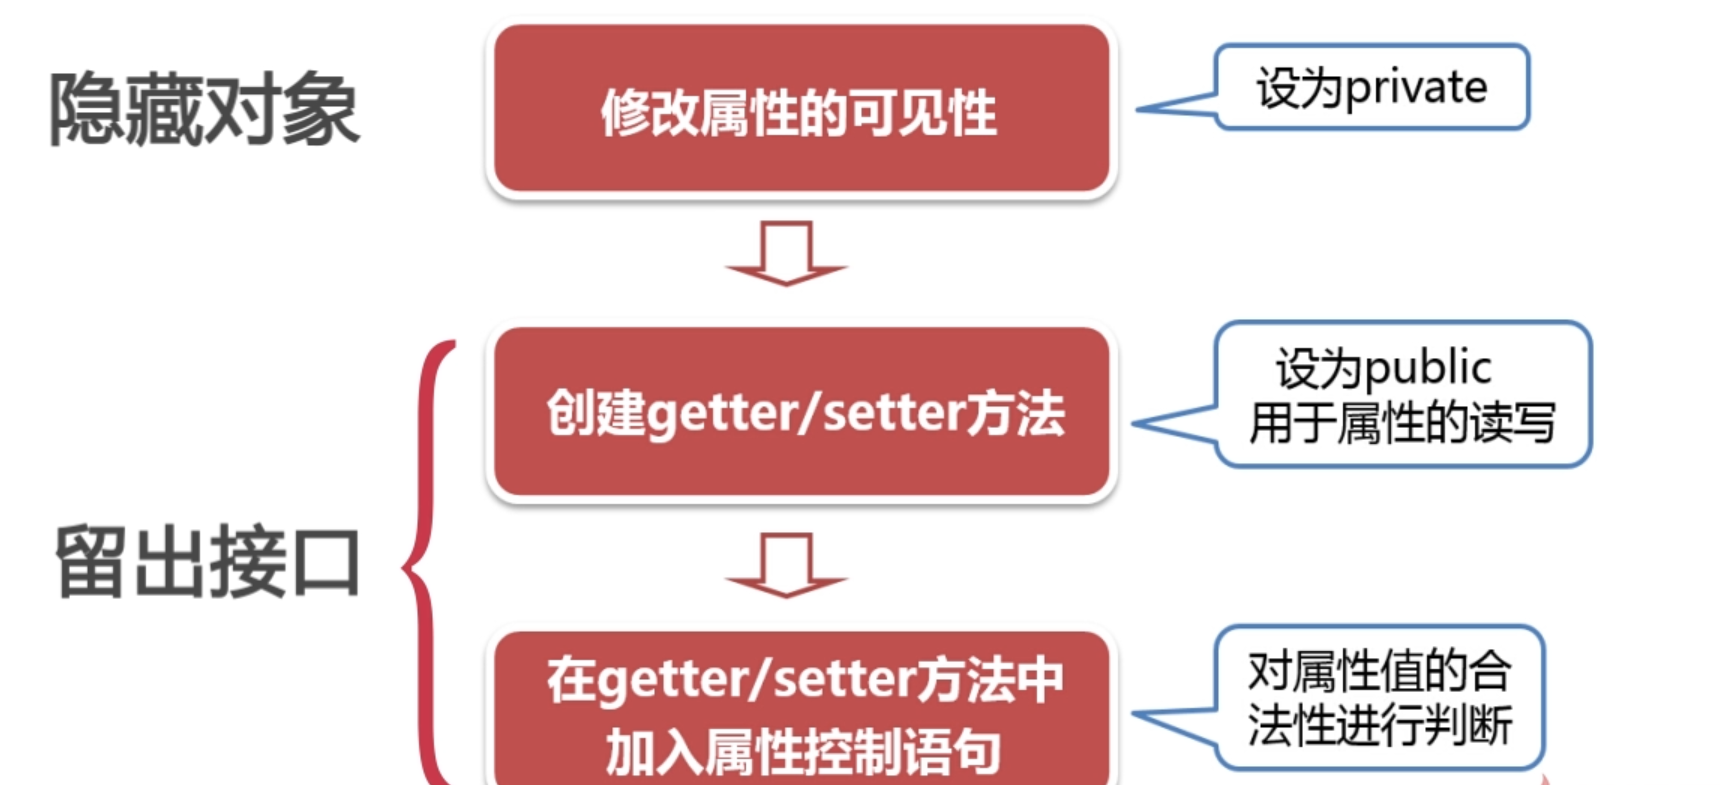 隐藏对象
修改属性的可见性
设为private
创建getter/setter方法
设为public
用于属性的读写
留出接口
在getter/setter方法中
加入属性控制语句
对属性值的合
法性进行判断